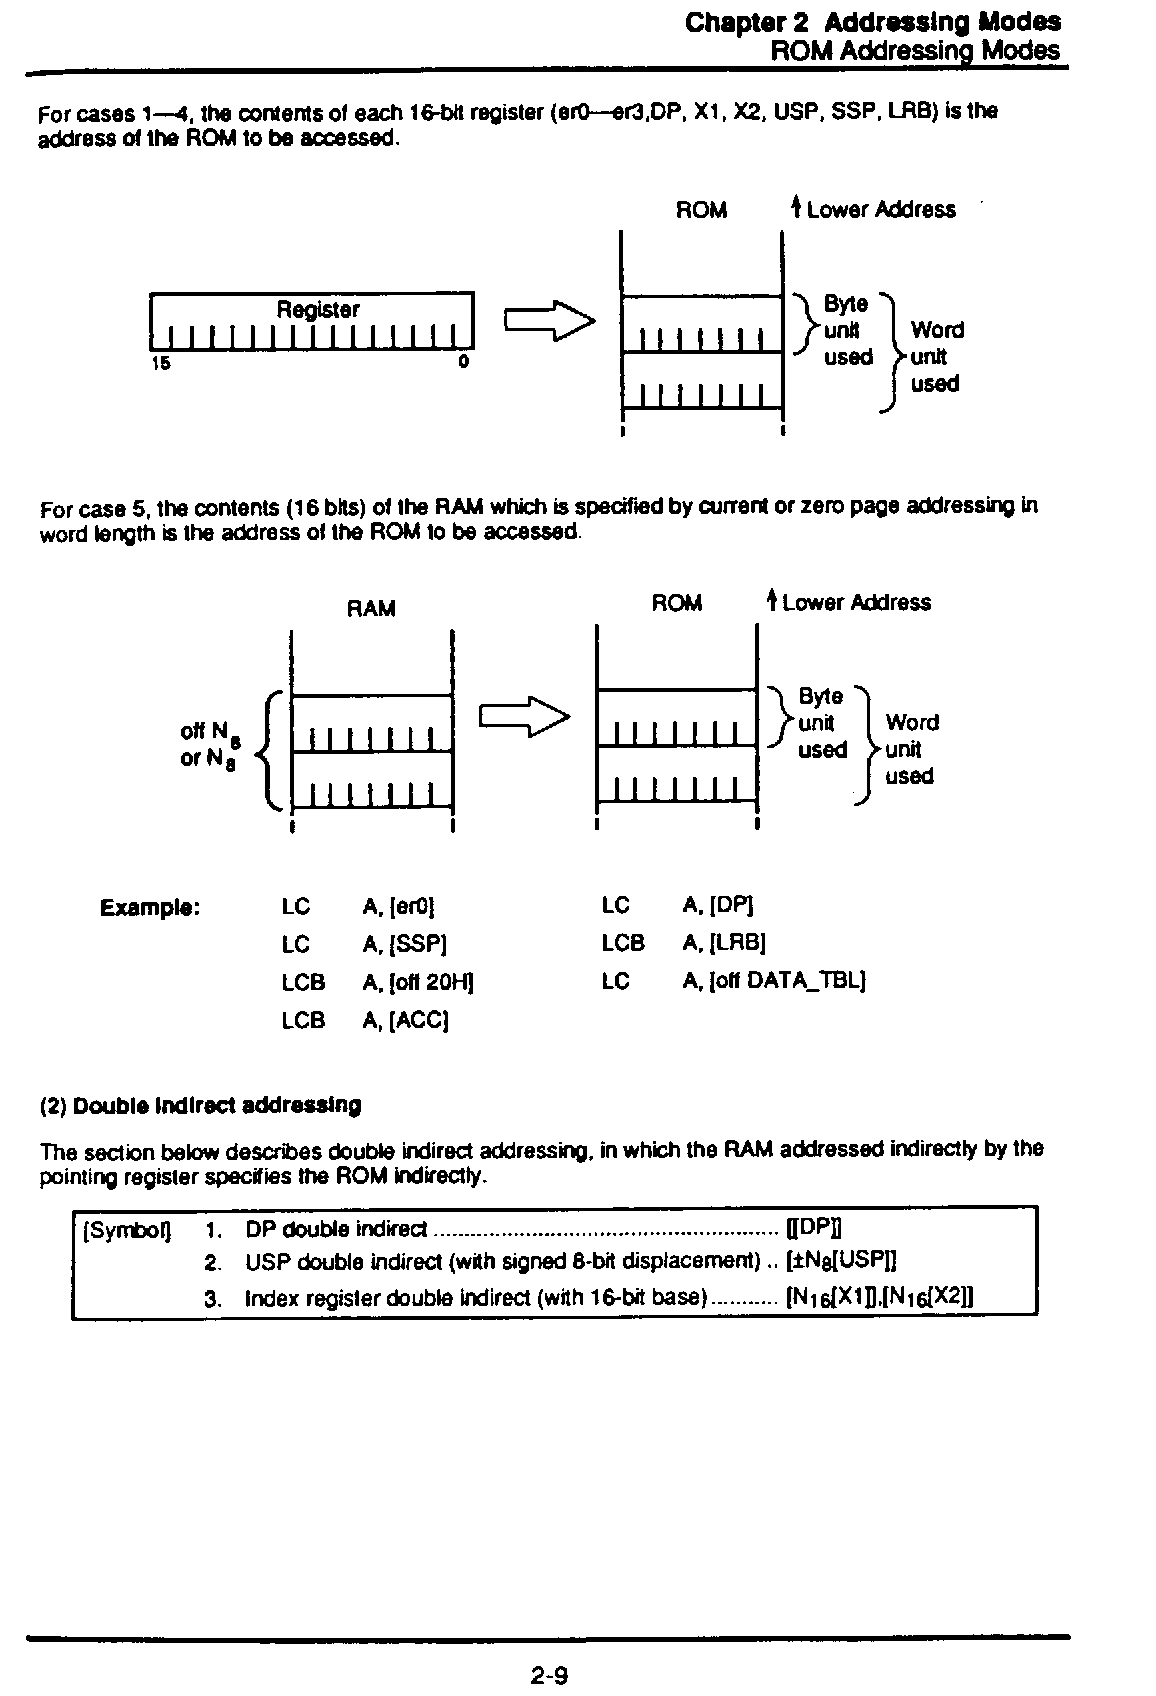 Chapter 2 Addressing Modes
ROM Addressing Modes
For cases 1—4, the contents of each 16-bit register (er0—er3,DP, X1, X2, USP, SSP, LRB) is the
address of the ROM to be accessed.
ROM
Lower Address
Register
15 0
Byte
unit
used
Word
unit
used
For case 5, the contents (16 bits) of the RAM which is specified by current or zero page addressing in
word length is the address of the ROM to be accessed.
RAM
ROM
Lower Address
off N8
or N8
Byte
unit
used
Word
unit
used
Example: LC A, [er0] LC A, [DP]
LC A, [SSP] LCB A, [LRB]
LCB A, [off 20H] LC A, [off DATA_TBL]
LCB A, [ACC]
(2) Double Indirect addressing
The section below describes double indirect addressing, in which the RAM addressed indirectly by the
pointing register specifies the ROM indirectly.
[Symbol] 1. DP double indirect ........................................................ [[DP]]
2. USP double indirect (with signed 8-bit displacement) .. [±N8[USP]]
3. Index register double indirect (with 16-bit base) ........... [N16[X1]],[N16[X2]]
2-9